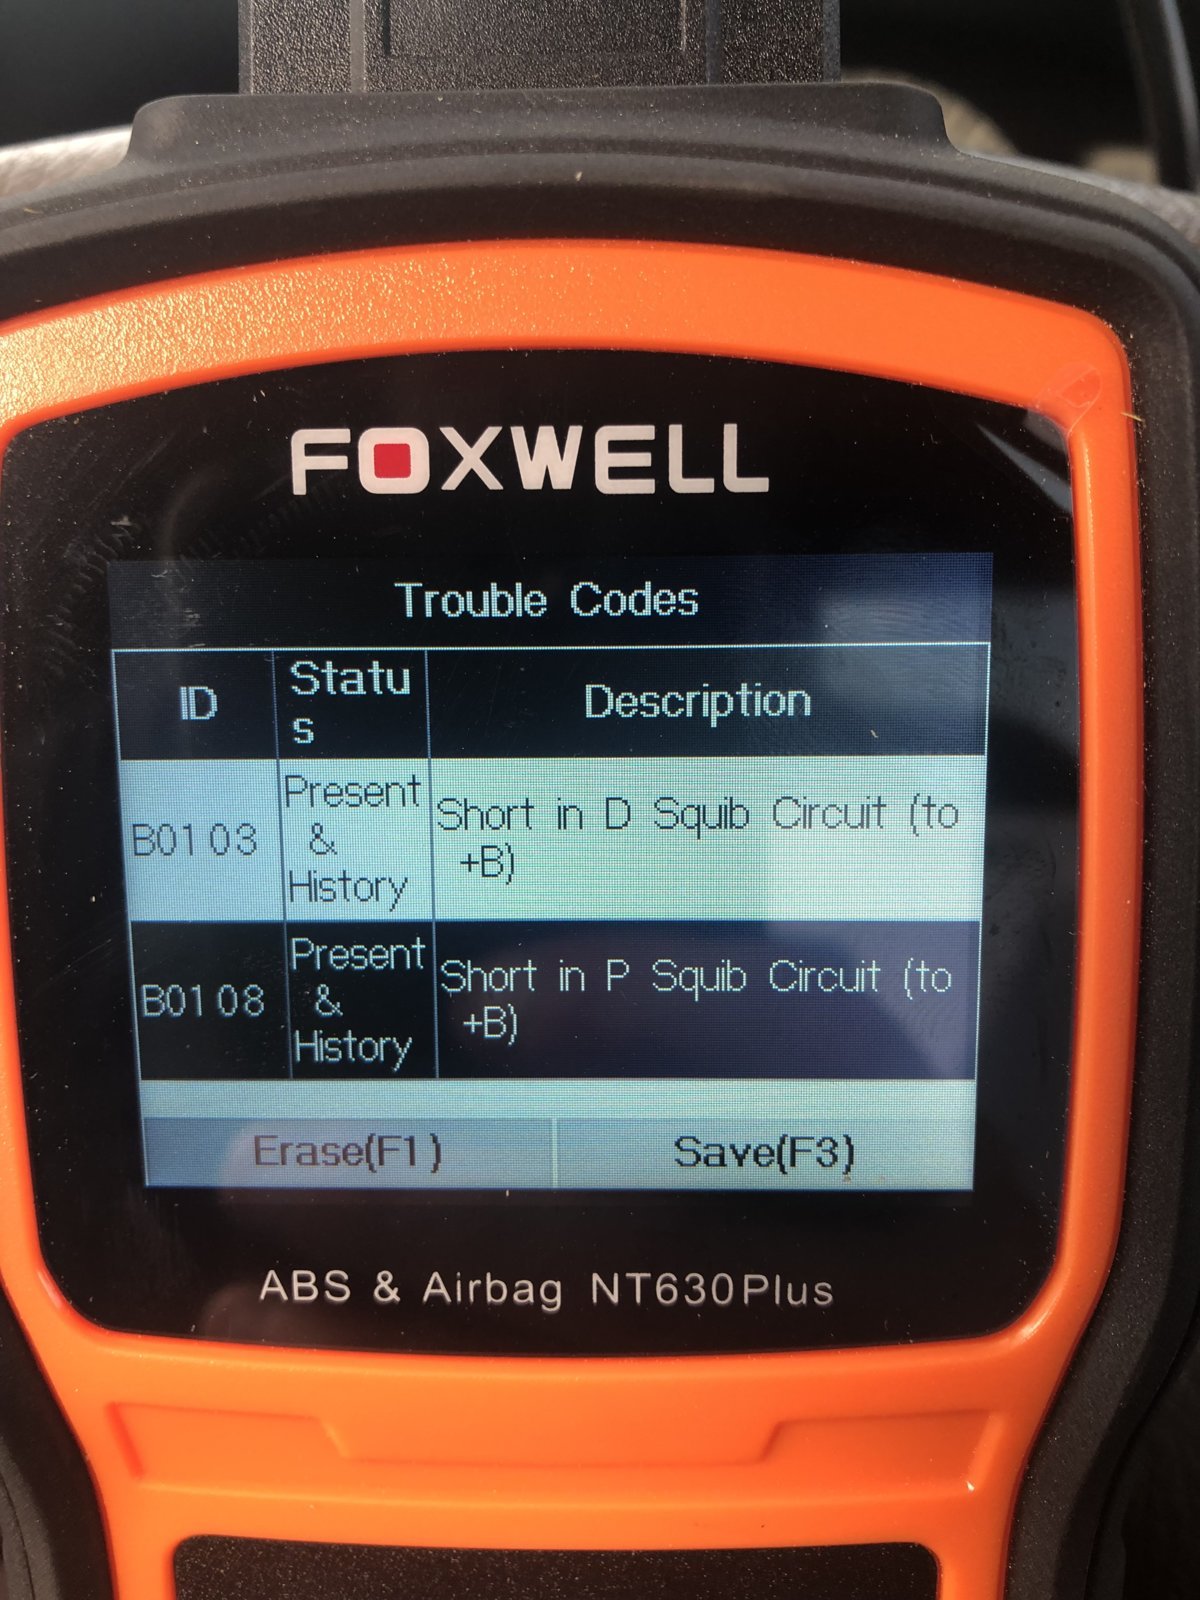 FOXWELL
Trouble Codes
ID
Statu
s
Description
B0103
Present
&
History
Short in D Squib Circuit (to
+B)
B0108
Present
&
History
Short in P Squib Circuit (to
+B)
Erase(F1)
Save(F3)
ABS & Airbag NT630Plus